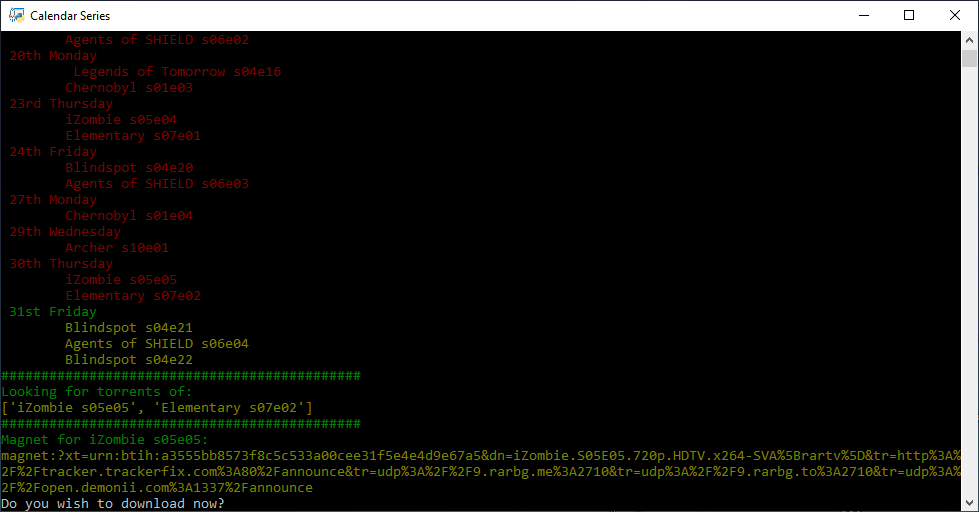 Calendar Series
Agents of SHIELD s06e02
20th Monday
Legends of Tomorrow s04e16
Chernobyl s01e03
23rd Thursday
iZombie s05e04
Elementary s07e01
24th Friday
Blindspot s04e20
Agents of SHIELD s06e03
27th Monday
Chernobyl s01e04
29th Wednesday
Archer s10e01
30th Thursday
iZombie s05e05
Elementary s07e02
31st Friday
Blindspot s04e21
Agents of SHIELD s06e04
Blindspot s04e22
#############################################
Looking for torrents of:
['iZombie s05e05', 'Elementary s07e02']
#############################################
Magnet for iZombie s05e05:
magnet:?xt=urn:btih:a3555bb8573f8c5c533a00cee31f5e4e4d9e67a5&dn=iZombie.S05E05.720p.HDTV.x264-SVA%5Brartv%5D&tr=http%3A%
2F%2Ftracker.trackerfix.com%3A80%2Fannounce&tr=udp%3A%2F%2F9.rarbg.me%3A2710&tr=udp%3A%2F%2F9.rarbg.to%3A2710&tr=udp%3A%
2F%2Fopen.demonii.com%3A1337%2Fannounce
Do you wish to download now?